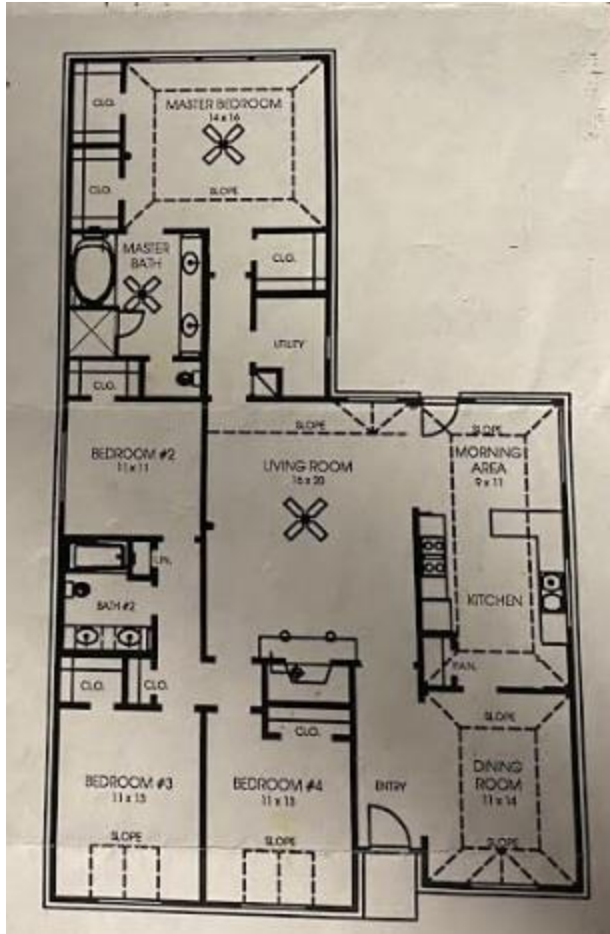 CLO.
MASTER BEDROOM
14 x 16
CLO.
SLOPE
MASTER
BATH
CLO.
UTILITY
CLO.
SLOPE
SLOPE
BEDROOM #2
11 x 11
LIVING ROOM
16 x 20
MORNING
AREA
9 x 11
LIN.
BATH #2
KITCHEN
PAN.
CLO.
CLO.
SLOPE
CLO.
BEDROOM #3
11 x 13
BEDROOM #4
11 x 13
ENTRY
DINING
ROOM
11 x 14
SLOPE
SLOPE
SLOPE